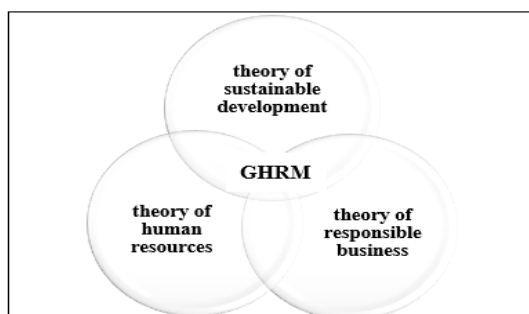 theory of
sustainable
development
GHRM
theory of
human
resources
theory of
responsible
business